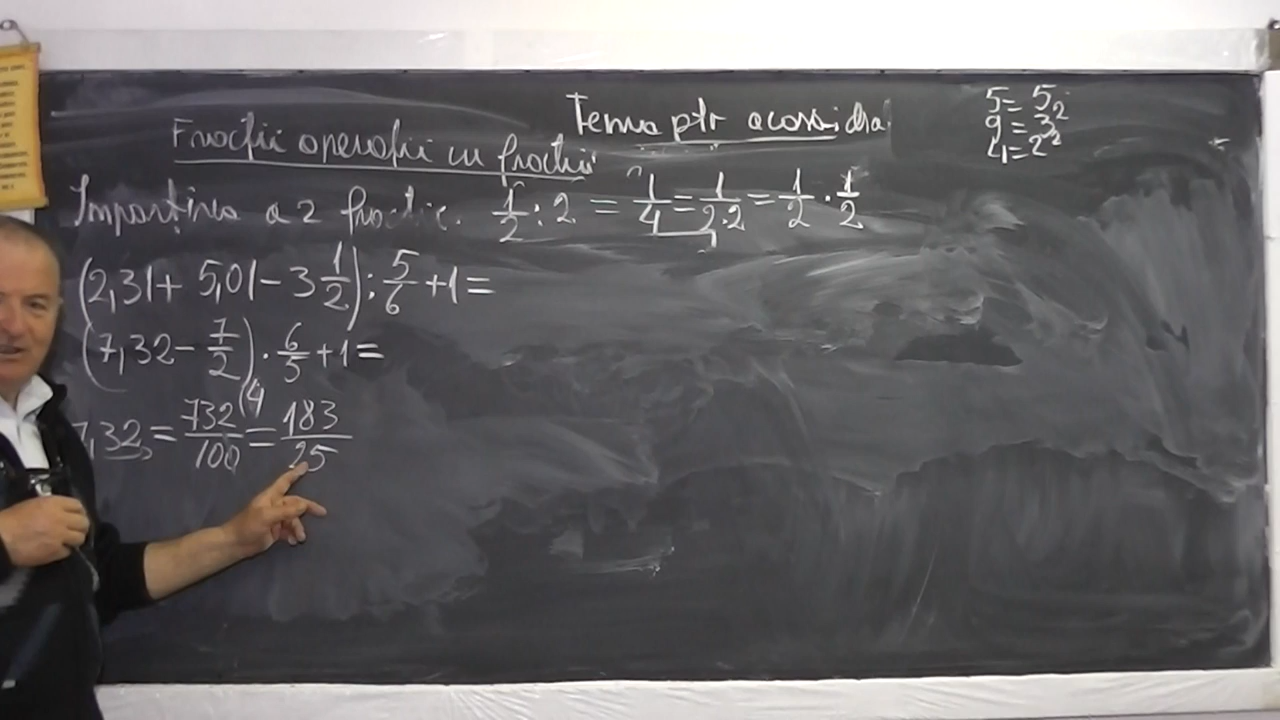 Tema ptr acasă
5 = 5
9 = 3²
4 = 2²
Fracții operații cu fracții
Împărțirea a 2 fracții. 1/2 : 2 = 1/4 = 1/2·2 = 1/2 · 1/2
(2,31 + 5,01 - 3 1/2) : 5/6 + 1 =
(7,32 - 7/2) · 6/5 + 1 =
7,32 = 732/100 (4 = 183/25